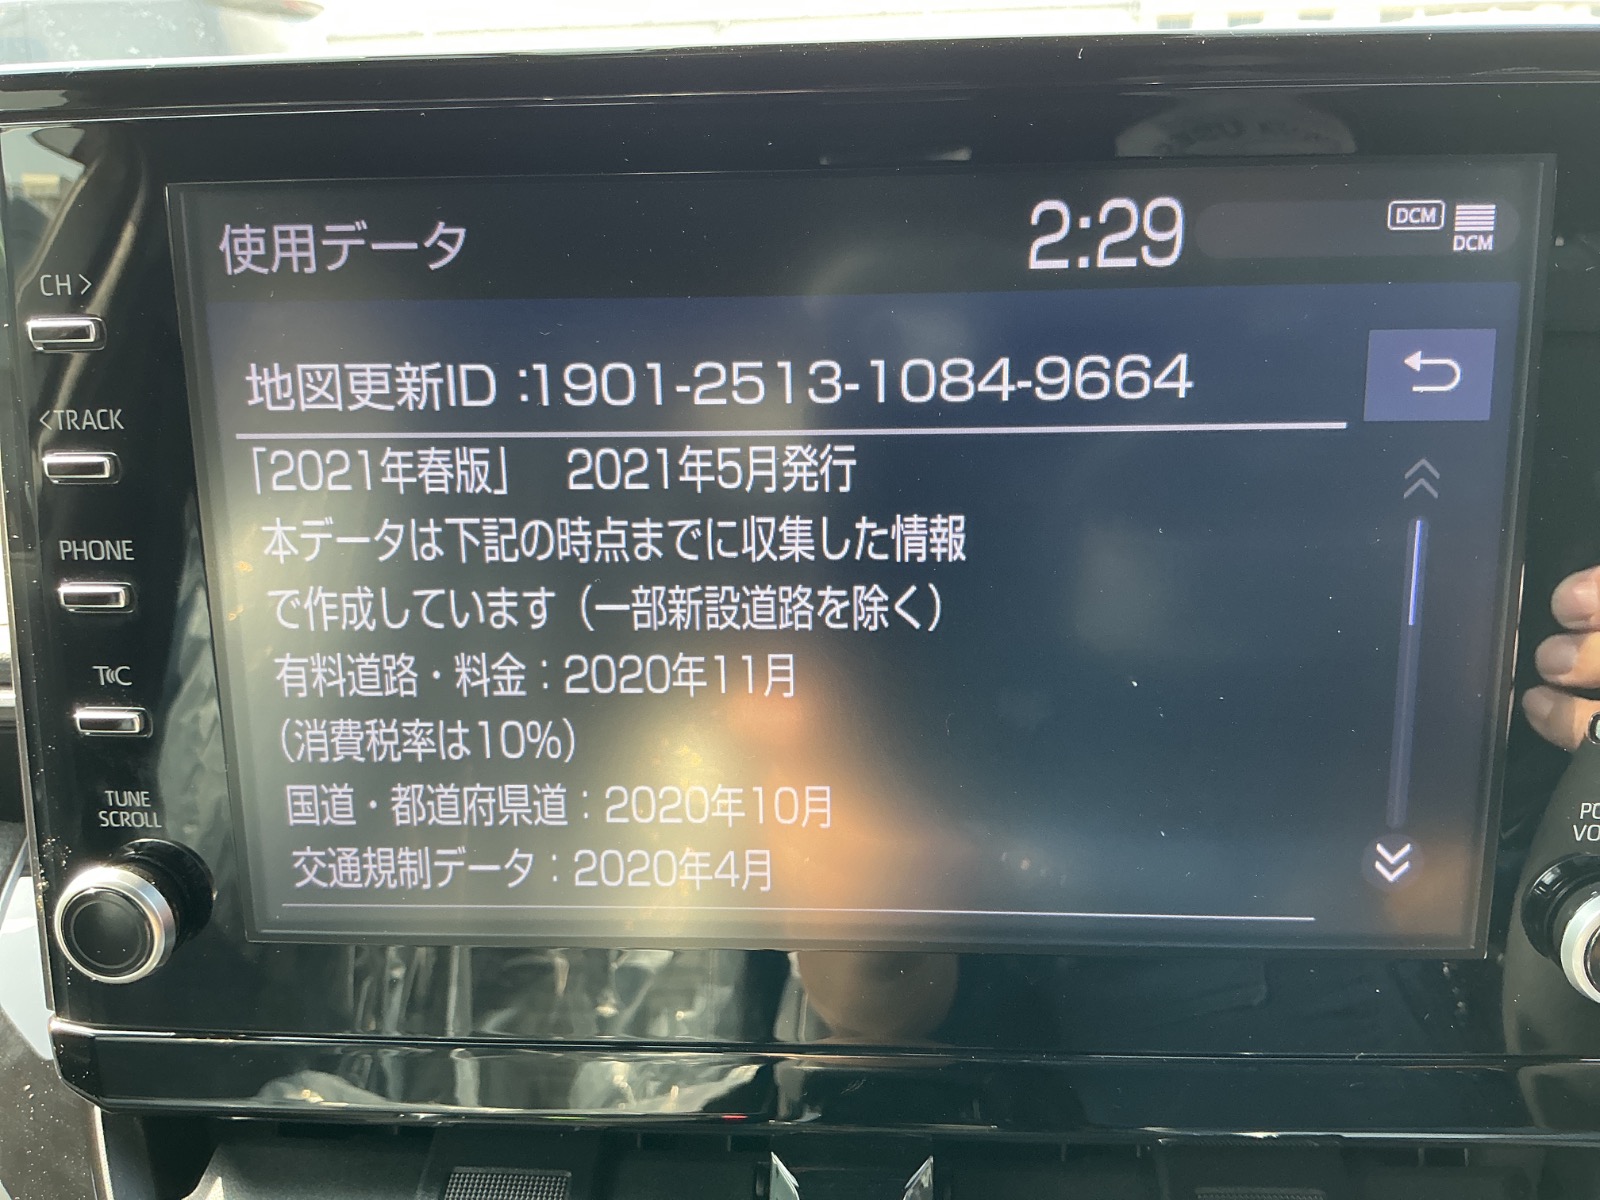 使用データ
2:29
DCM
DCM
CH >
地図更新ID :1901-2513-1084-9664
<TRACK
「2021年春版」 2021年5月発行
本データは下記の時点までに収集した情報
PHONE
で作成しています（一部新設道路を除く）
T C
有料道路・料金：2020年11月
（消費税率は10%）
TUNE
SCROLL
国道・都道府県道：2020年10月
交通規制データ：2020年4月